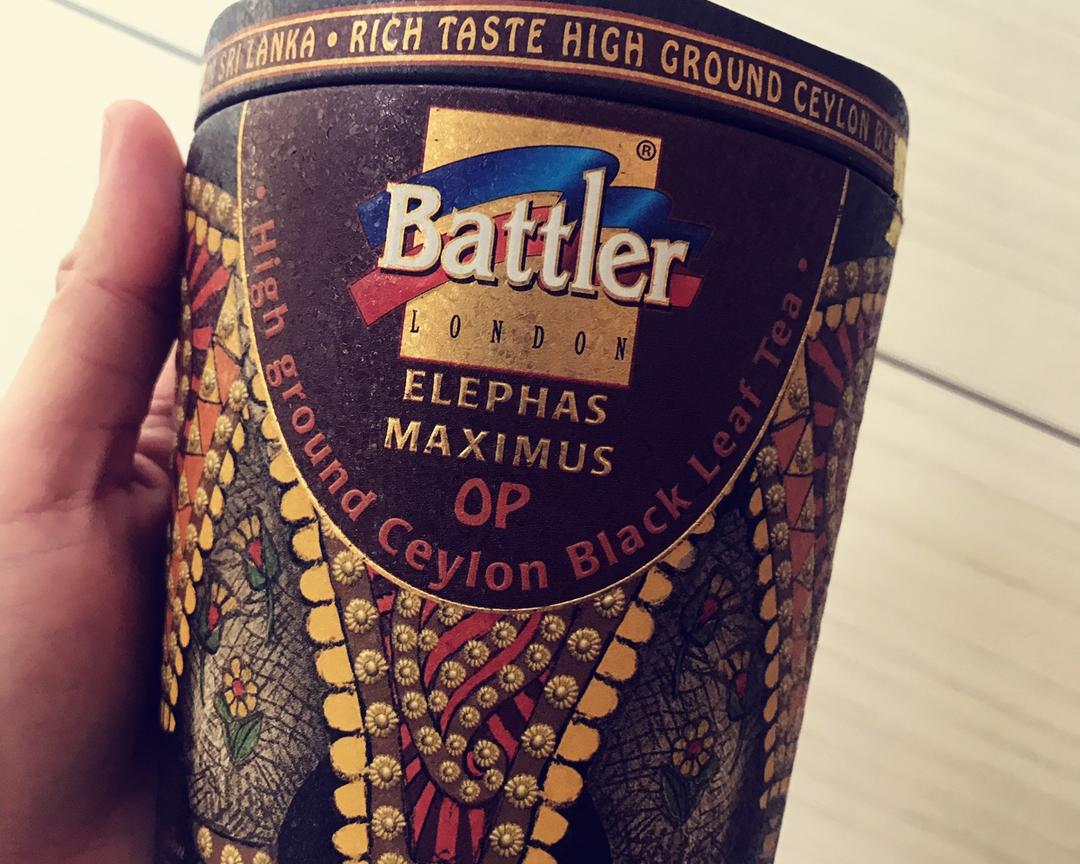 SRI LANKA • RICH TASTE HIGH GROUND CEYLON
Battler®
LONDON
ELEPHAS
MAXIMUS
OP
• High ground Ceylon Black Leaf Tea •